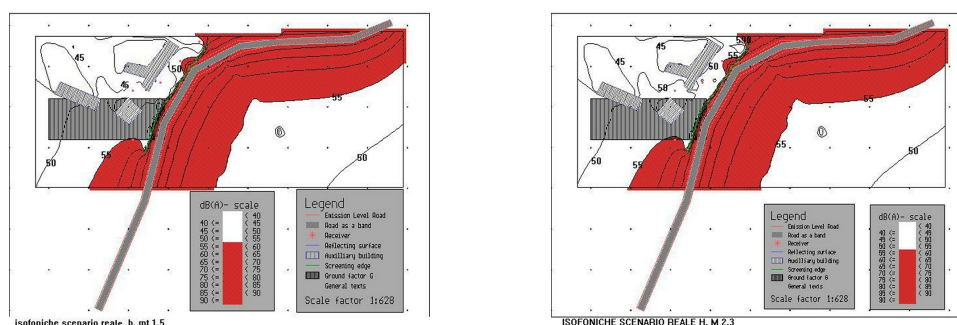 45
50
45
55
55
50
50
dB(A)- scale
< 40
40 <= < 45
45 <= < 50
50 <= < 55
55 <= < 60
60 <= < 65
65 <= < 70
70 <= < 75
75 <= < 80
80 <= < 85
85 <= < 90
90 <=
Legend
Emission Level Road
Road as a band
Receiver
Reflecting surface
Auxilliary building
Screening edge
Ground factor G
General texts
Scale factor 1:628
isofoniche scenario reale h. mt 1.5
45
50
45
50
55
55
50
50
Legend
Emission Level Road
Road as a band
Receiver
Reflecting surface
Auxilliary building
Screening edge
Ground factor G
General texts
Scale factor 1:628
dB(A)- scale
ISOFONICHE SCENARIO REALE H. M 2.3